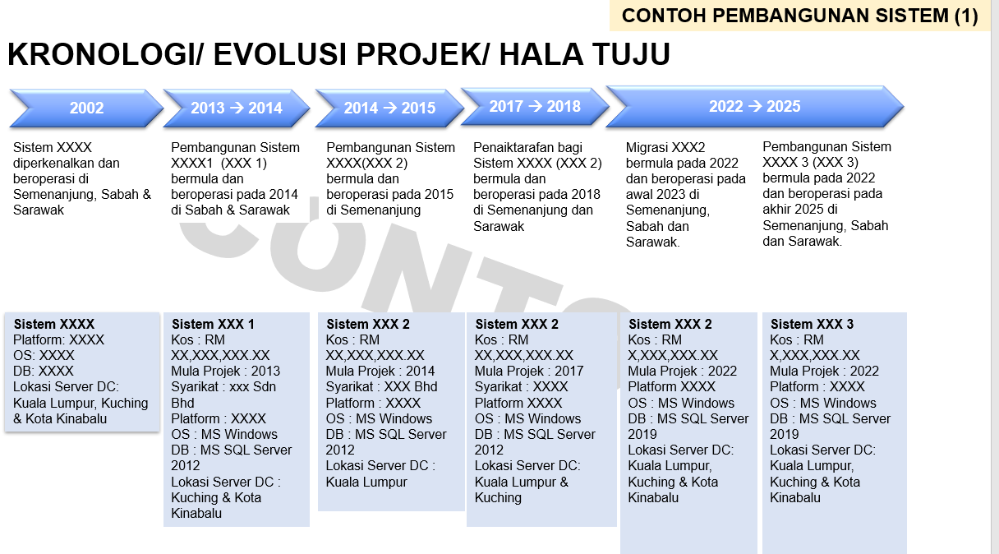 CONTOH PEMBANGUNAN SISTEM (1)
KRONOLOGI/ EVOLUSI PROJEK/ HALA TUJU
2002
2013 → 2014
2014 → 2015
2017 → 2018
2022 → 2025
Sistem XXXX
diperkenalkan dan
beroperasi di
Semenanjung, Sabah &
Sarawak
Pembangunan Sistem
XXXX1 (XXX 1)
bermula dan
beroperasi pada 2014
di Sabah & Sarawak
Pembangunan Sistem
XXXX(XXX 2)
bermula dan
beroperasi pada 2015
di Semenanjung
Penaiktarafan bagi
Sistem XXXX (XXX 2)
bermula dan
beroperasi pada 2018
di Semenanjung dan
Sarawak
Migrasi XXX2
bermula pada 2022
dan beroperasi pada
awal 2023 di
Semenanjung,
Sabah dan
Sarawak.
Pembangunan Sistem
XXXX 3 (XXX 3)
bermula pada 2022
dan beroperasi pada
akhir 2025 di
Semenanjung, Sabah
dan Sarawak.
CONTO
Sistem XXXX
Platform: XXXX
OS: XXXX
DB: XXXX
Lokasi Server DC:
Kuala Lumpur, Kuching
& Kota Kinabalu
Sistem XXX 1
Kos : RM
XX,XXX,XXX.XX
Mula Projek : 2013
Syarikat : xxx Sdn
Bhd
Platform : XXXX
OS : MS Windows
DB : MS SQL Server
2012
Lokasi Server DC :
Kuching & Kota
Kinabalu
Sistem XXX 2
Kos : RM
XX,XXX,XXX.XX
Mula Projek : 2014
Syarikat : XXX Bhd
Platform : XXXX
OS : MS Windows
DB : MS SQL Server
2012
Lokasi Server DC :
Kuala Lumpur
Sistem XXX 2
Kos : RM
XX,XXX,XXX.XX
Mula Projek : 2017
Syarikat : XXXX
Platform XXXX
OS : MS Windows
DB : MS SQL Server
2012
Lokasi Server DC:
Kuala Lumpur &
Kuching
Sistem XXX 2
Kos : RM
X,XXX,XXX.XX
Mula Projek : 2022
Platform XXXX
OS : MS Windows
DB : MS SQL Server
2019
Lokasi Server DC:
Kuala Lumpur,
Kuching & Kota
Kinabalu
Sistem XXX 3
Kos : RM
X,XXX,XXX.XX
Mula Projek : 2022
Platform : XXXX
OS : MS Windows
DB : MS SQL Server
2019
Lokasi Server DC:
Kuala Lumpur,
Kuching & Kota
Kinabalu